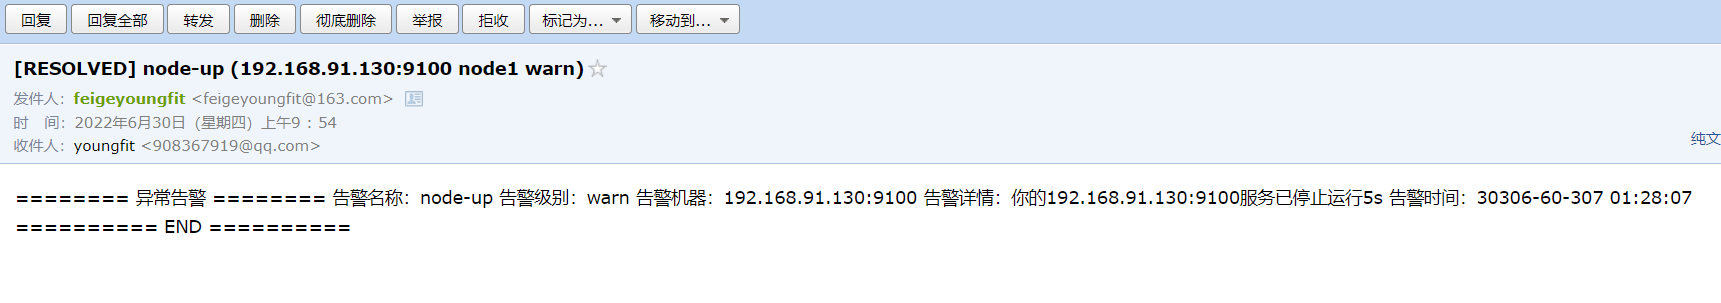 回复 回复全部 转发 删除 彻底删除 举报 拒收 标记为... 移动到...
[RESOLVED] node-up (192.168.91.130:9100 node1 warn)
发件人：feigeyoungfit <feigeyoungfit@163.com>
时 间：2022年6月30日（星期四）上午9：54
收件人：youngfit <908367919@qq.com>
纯文
======== 异常告警 ======== 告警名称：node-up 告警级别：warn 告警机器：192.168.91.130:9100 告警详情：你的192.168.91.130:9100服务已停止运行5s 告警时间：30306-60-307 01:28:07
========== END ==========